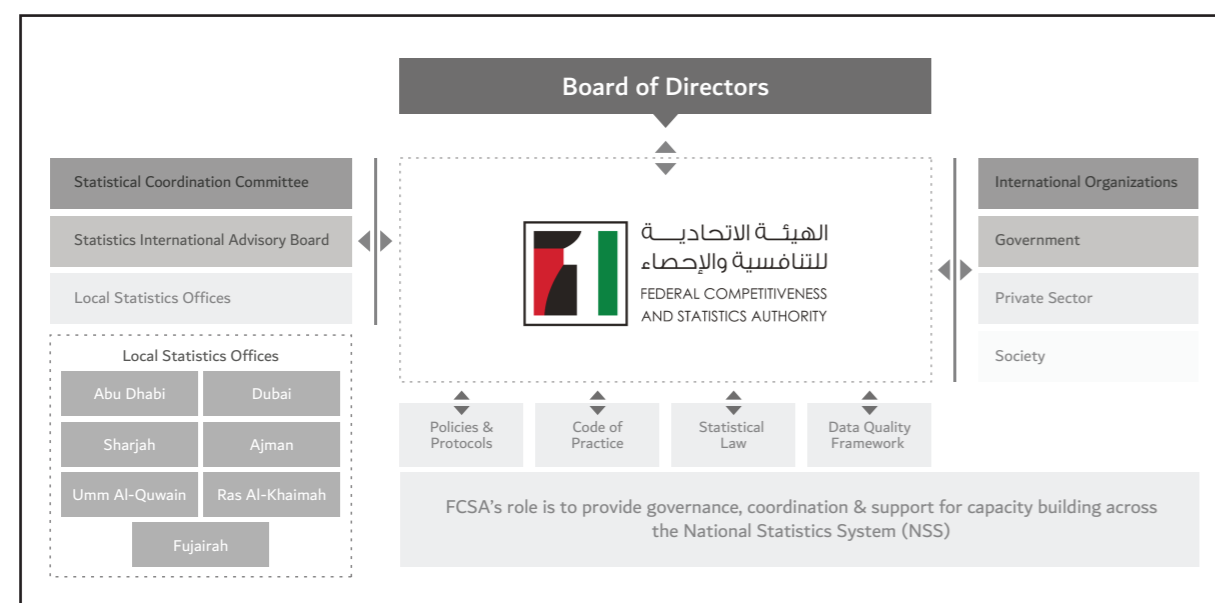 Board of Directors
Statistical Coordination Committee
Statistics International Advisory Board
Local Statistics Offices
Local Statistics Offices
Abu Dhabi
Dubai
Sharjah
Ajman
Umm Al-Quwain
Ras Al-Khaimah
Fujairah
الهيئــة الاتحاديــــة
للتنافسية والإحصاء
FEDERAL COMPETITIVENESS
AND STATISTICS AUTHORITY
International Organizations
Government
Private Sector
Society
Policies &
Protocols
Code of
Practice
Statistical
Law
Data Quality
Framework
FCSA's role is to provide governance, coordination & support for capacity building across
the National Statistics System (NSS)